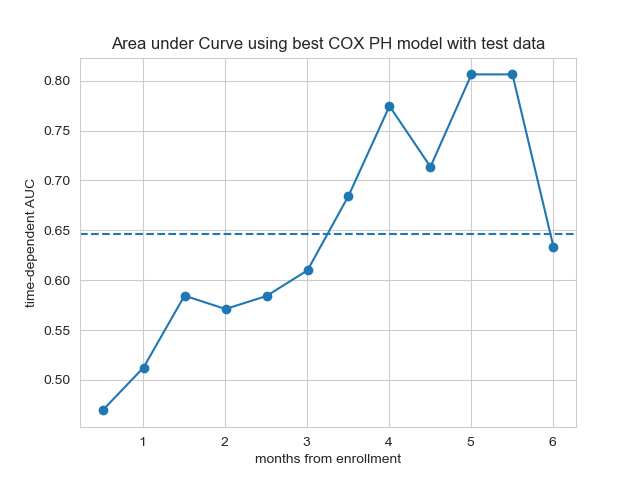 Area under Curve using best COX PH model with test data
time-dependent AUC
0.80
0.75
0.70
0.65
0.60
0.55
0.50
1 2 3 4 5 6
months from enrollment